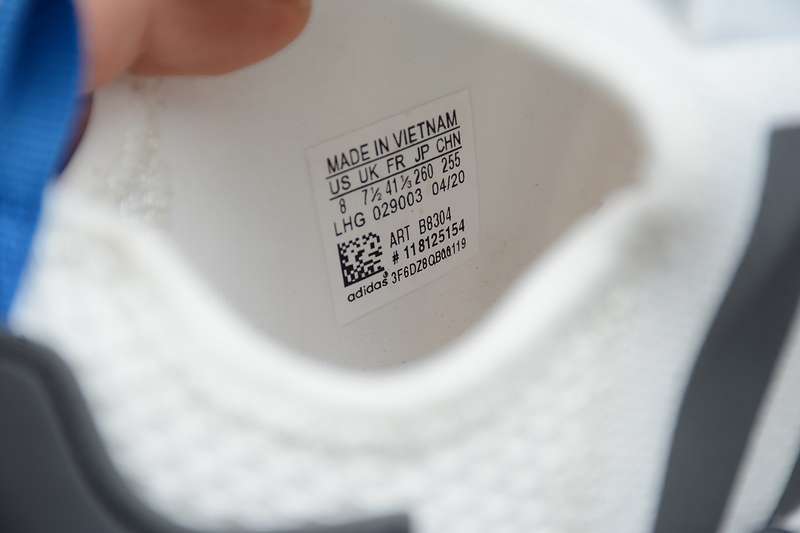 MADE IN VIETNAM
US UK FR JP CHN
8 7½ 41⅓ 260 255
LHG 029003 04/20
ART B8304
# 118125154
adidas 3F6DZ8QB08119